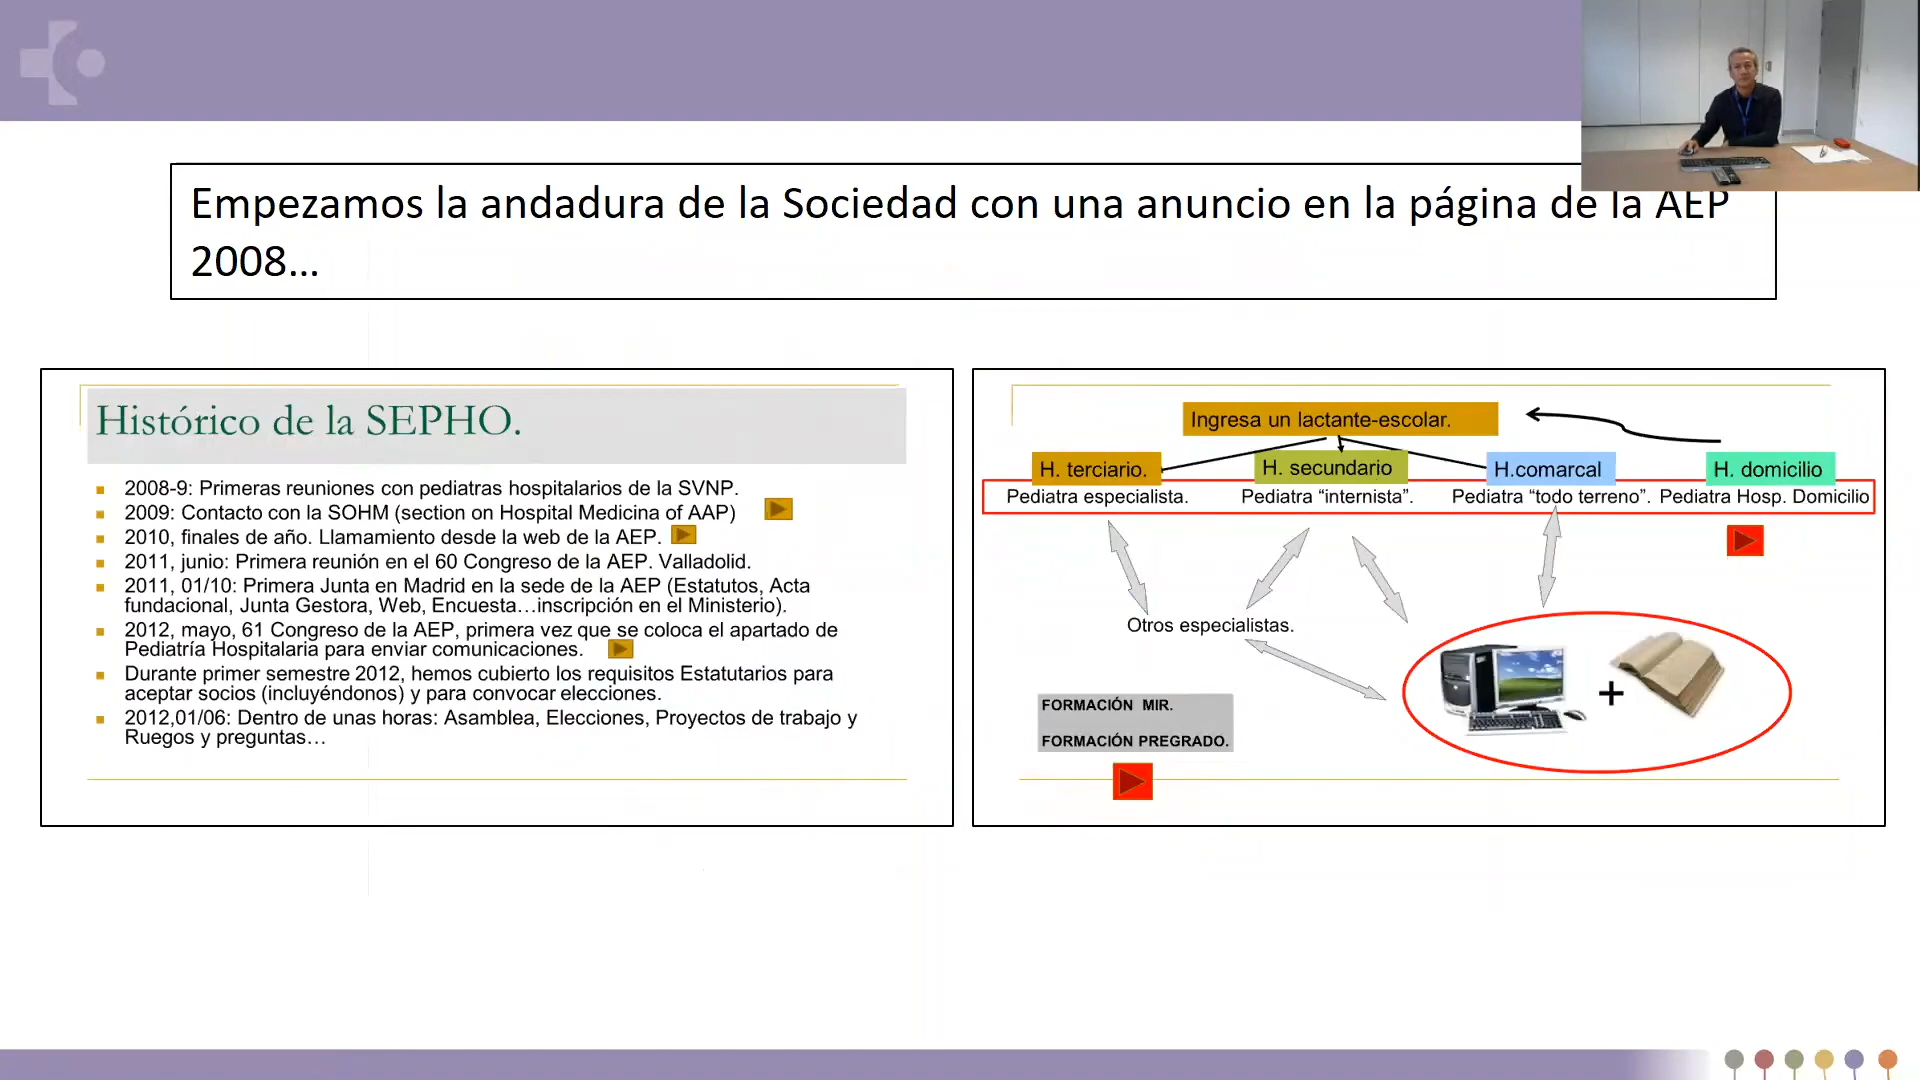 Empezamos la andadura de la Sociedad con una anuncio en la página de la AEP
2008...
Histórico de la SEPHO.
2008-9: Primeras reuniones con pediatras hospitalarios de la SVNP.
2009: Contacto con la SOHM (section on Hospital Medicina of AAP)
2010, finales de año. Llamamiento desde la web de la AEP.
2011, junio: Primera reunión en el 60 Congreso de la AEP. Valladolid.
2011, 01/10: Primera Junta en Madrid en la sede de la AEP (Estatutos, Acta
fundacional, Junta Gestora, Web, Encuesta…inscripción en el Ministerio).
2012, mayo, 61 Congreso de la AEP, primera vez que se coloca el apartado de
Pediatría Hospitalaria para enviar comunicaciones.
Durante primer semestre 2012, hemos cubierto los requisitos Estatutarios para
aceptar socios (incluyéndonos) y para convocar elecciones.
2012,01/06: Dentro de unas horas: Asamblea, Elecciones, Proyectos de trabajo y
Ruegos y preguntas…
Ingresa un lactante-escolar.
H. terciario. H. secundario H.comarcal H. domicilio
Pediatra especialista. Pediatra “internista”. Pediatra “todo terreno”. Pediatra Hosp. Domicilio
Otros especialistas.
+
FORMACIÓN MIR.
FORMACIÓN PREGRADO.